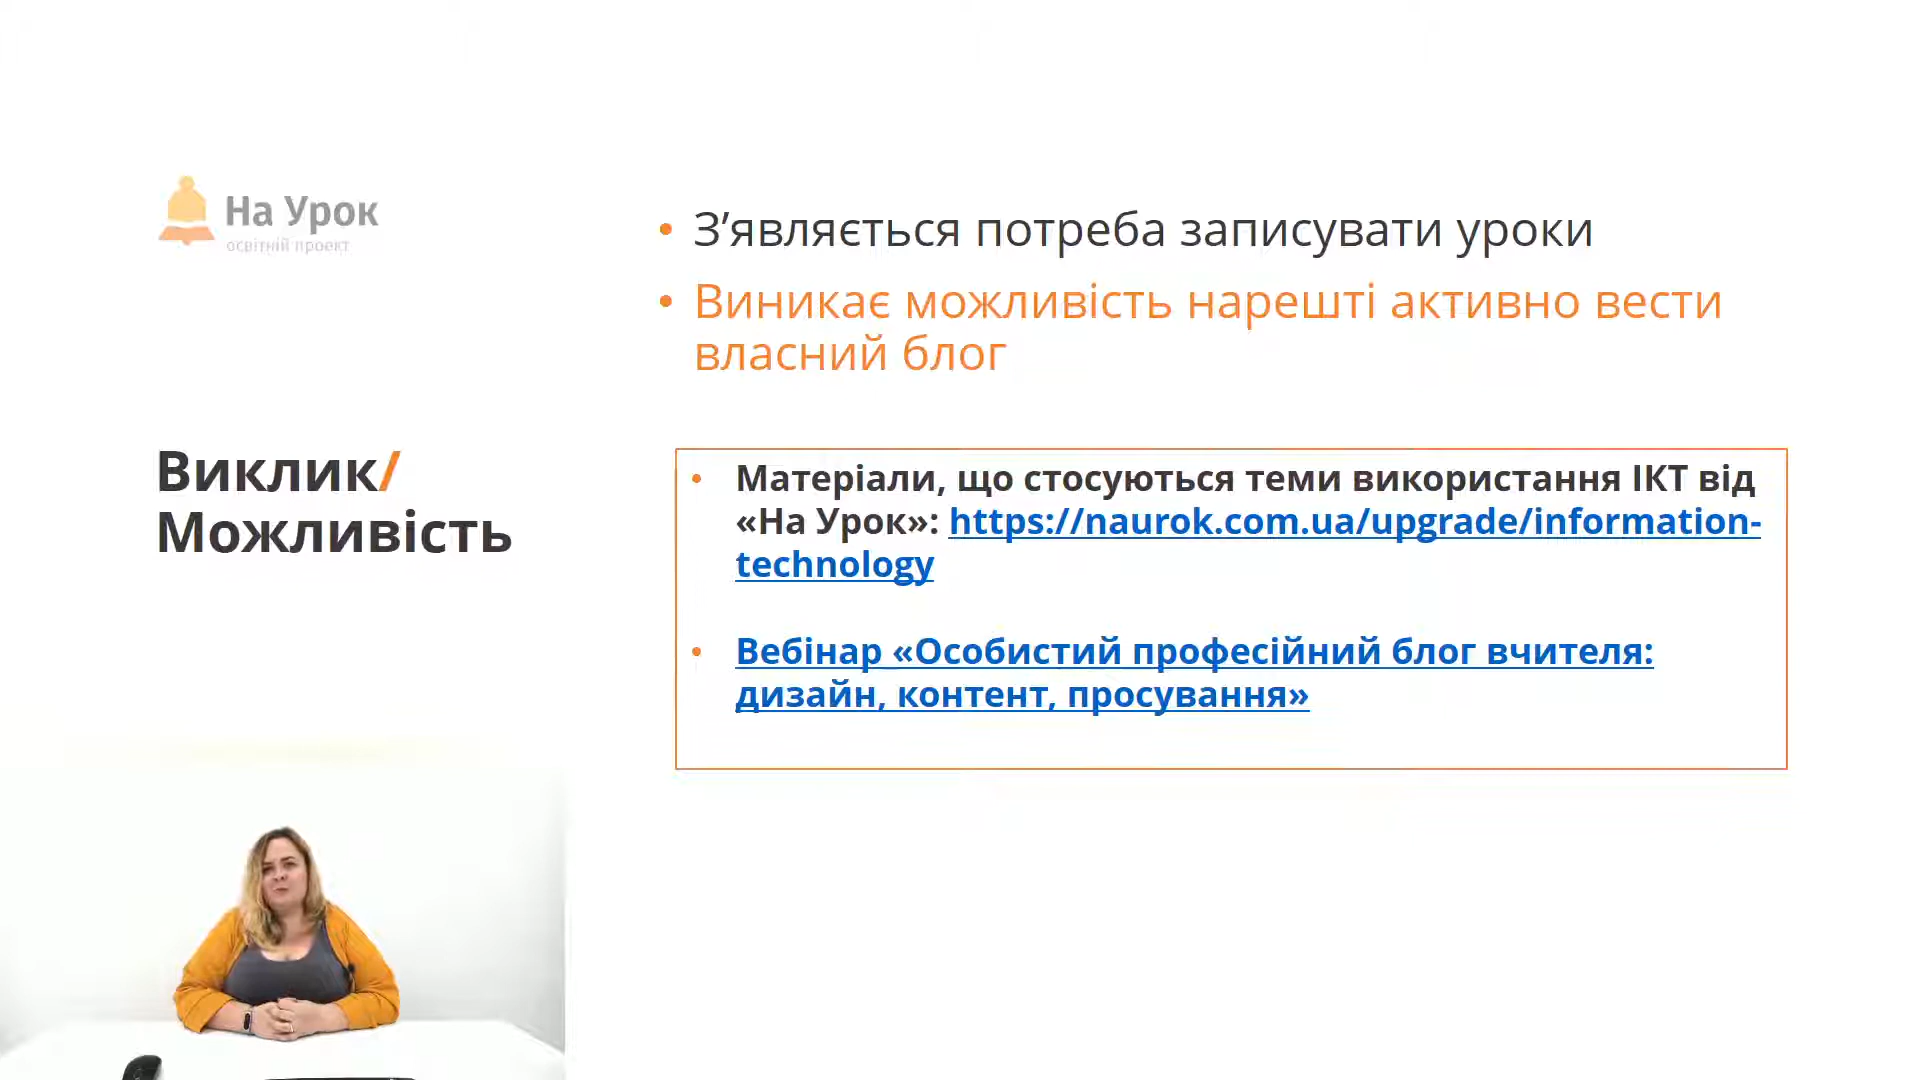 На Урок
освітній проект
• З’являється потреба записувати уроки
• Виникає можливість нарешті активно вести
власний блог
Виклик/
Можливість
• Матеріали, що стосуються теми використання ІКТ від
«На Урок»: https://naurok.com.ua/upgrade/information-
technology
• Вебінар «Особистий професійний блог вчителя:
дизайн, контент, просування»